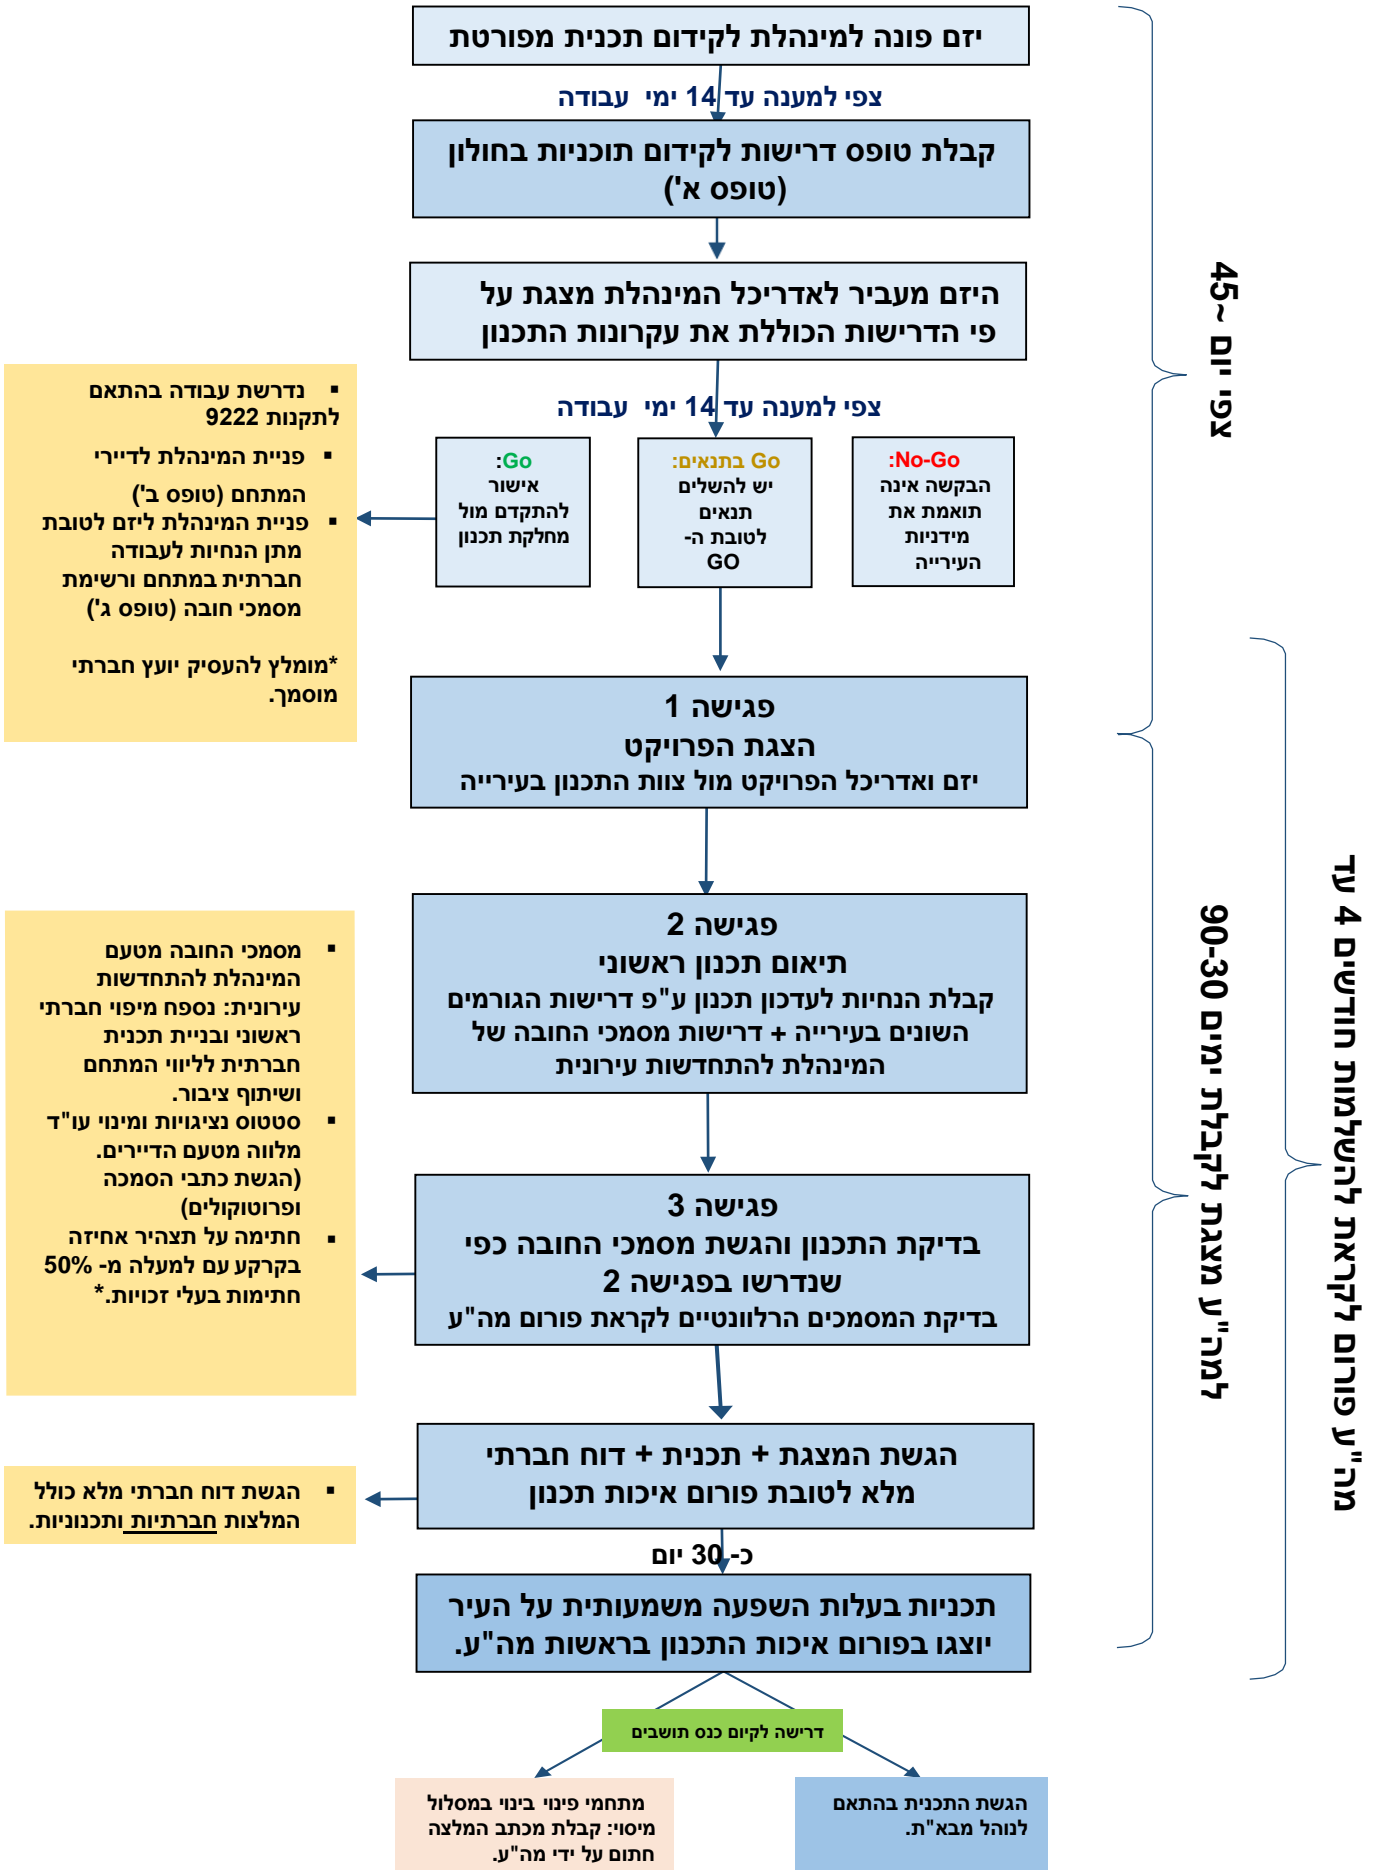 יזם פונה למינהלת לקידום תכנית מפורטת
צפי למענה עד 14 ימי עבודה
קבלת טופס דרישות לקידום תוכניות בחולון
(טופס א')
היזם מעביר לאדריכל המינהלת מצגת על
פי הדרישות הכוללת את עקרונות התכנון
צפי למענה עד 14 ימי עבודה
No-Go:
הבקשה אינה
תואמת את
מידניות
העירייה
Go בתנאים:
יש להשלים
תנאים
לטובת ה-
GO
Go:
אישור
להתקדם מול
מחלקת תכנון
▪ נדרשת עבודה בהתאם
לתקנות 9222
▪ פניית המינהלת לדיירי
המתחם (טופס ב')
▪ פניית המינהלת ליזם לטובת
מתן הנחיות לעבודה
חברתית במתחם ורשימת
מסמכי חובה (טופס ג')
*מומלץ להעסיק יועץ חברתי
מוסמך.
צפי יום ~45
פגישה 1
הצגת הפרויקט
יזם ואדריכל הפרויקט מול צוות התכנון בעירייה
פגישה 2
תיאום תכנון ראשוני
קבלת הנחיות לעדכון תכנון ע"פ דרישות הגורמים
השונים בעירייה + דרישות מסמכי החובה של
המינהלת להתחדשות עירונית
פגישה 3
בדיקת התכנון והגשת מסמכי החובה כפי
שנדרשו בפגישה 2
בדיקת המסמכים הרלוונטיים לקראת פורום מה"ע
▪ מסמכי החובה מטעם
המינהלת להתחדשות
עירונית: נספח מיפוי חברתי
ראשוני ובניית תכנית
חברתית לליווי המתחם
ושיתוף ציבור.
▪ סטטוס נציגויות ומינוי עו"ד
מלווה מטעם הדיירים.
(הגשת כתבי הסמכה
ופרוטוקולים)
▪ חתימה על תצהיר אחיזה
בקרקע עם למעלה מ- 50%
חתימות בעלי זכויות.*
90-30 ימים לקבלת מצגת
למה"ע
4 עד חודשים להשלמות לקראת פורום
מה"ע
הגשת המצגת + תכנית + דוח חברתי
מלא לטובת פורום איכות תכנון
▪ הגשת דוח חברתי מלא כולל
המלצות חברתיות ותכנוניות.
כ- 30 יום
תכניות בעלות השפעה משמעותית על העיר
יוצגו בפורום איכות התכנון בראשות מה"ע.
דרישה לקיום כנס תושבים
הגשת התכנית בהתאם
לנוהל מבא"ת.
מתחמי פינוי בינוי במסלול
מיסוי: קבלת מכתב המלצה
חתום על ידי מה"ע.